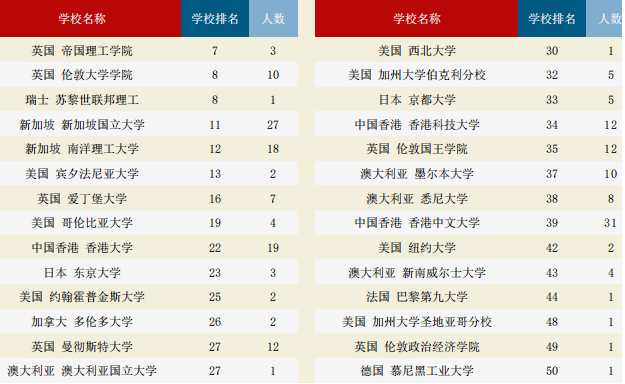 学校名称 学校排名 人数
英国 帝国理工学院 7 3
英国 伦敦大学学院 8 10
瑞士 苏黎世联邦理工 8 1
新加坡 新加坡国立大学 11 27
新加坡 南洋理工大学 12 18
美国 宾夕法尼亚大学 13 2
英国 爱丁堡大学 16 7
美国 哥伦比亚大学 19 4
中国香港 香港大学 22 19
日本 东京大学 23 3
美国 约翰霍普金斯大学 25 2
加拿大 多伦多大学 26 2
英国 曼彻斯特大学 27 12
澳大利亚 澳大利亚国立大学 27 1
学校名称 学校排名 人数
美国 西北大学 30 1
美国 加州大学伯克利分校 32 5
日本 京都大学 33 5
中国香港 香港科技大学 34 12
英国 伦敦国王学院 35 12
澳大利亚 墨尔本大学 37 10
澳大利亚 悉尼大学 38 8
中国香港 香港中文大学 39 31
美国 纽约大学 42 2
澳大利亚 新南威尔士大学 43 4
法国 巴黎第九大学 44 1
美国 加州大学圣地亚哥分校 48 1
英国 伦敦政治经济学院 49 1
德国 慕尼黑工业大学 50 1